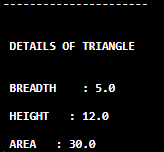 ----------------------
DETAILS OF TRIANGLE
BREADTH    : 5.0
HEIGHT   : 12.0
AREA   : 30.0